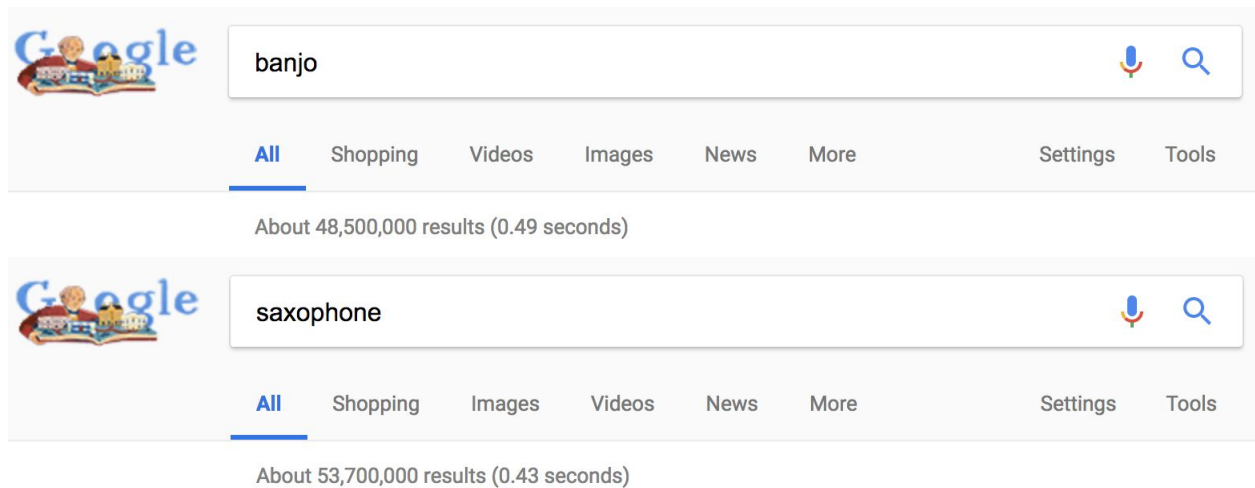 Google banjo
All Shopping Videos Images News More Settings Tools
About 48,500,000 results (0.49 seconds)
Google saxophone
All Shopping Images Videos News More Settings Tools
About 53,700,000 results (0.43 seconds)